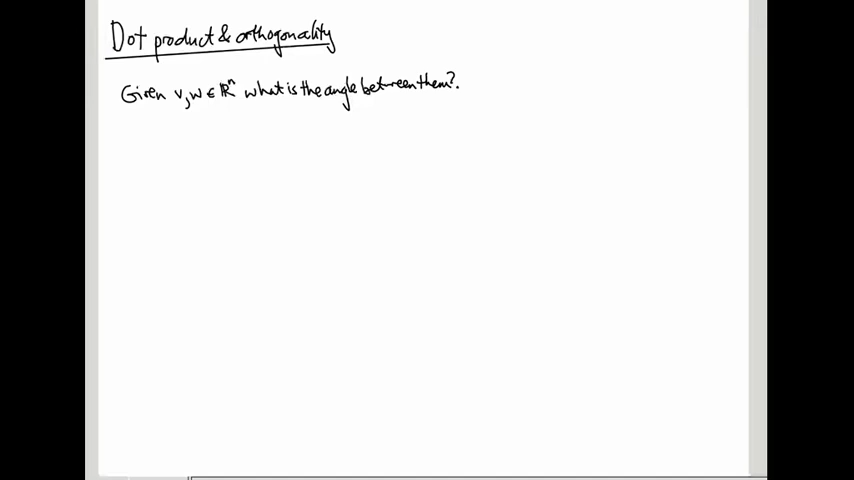 Dot product & orthogonality
Given v, w ∈ ℝⁿ what is the angle between them?.